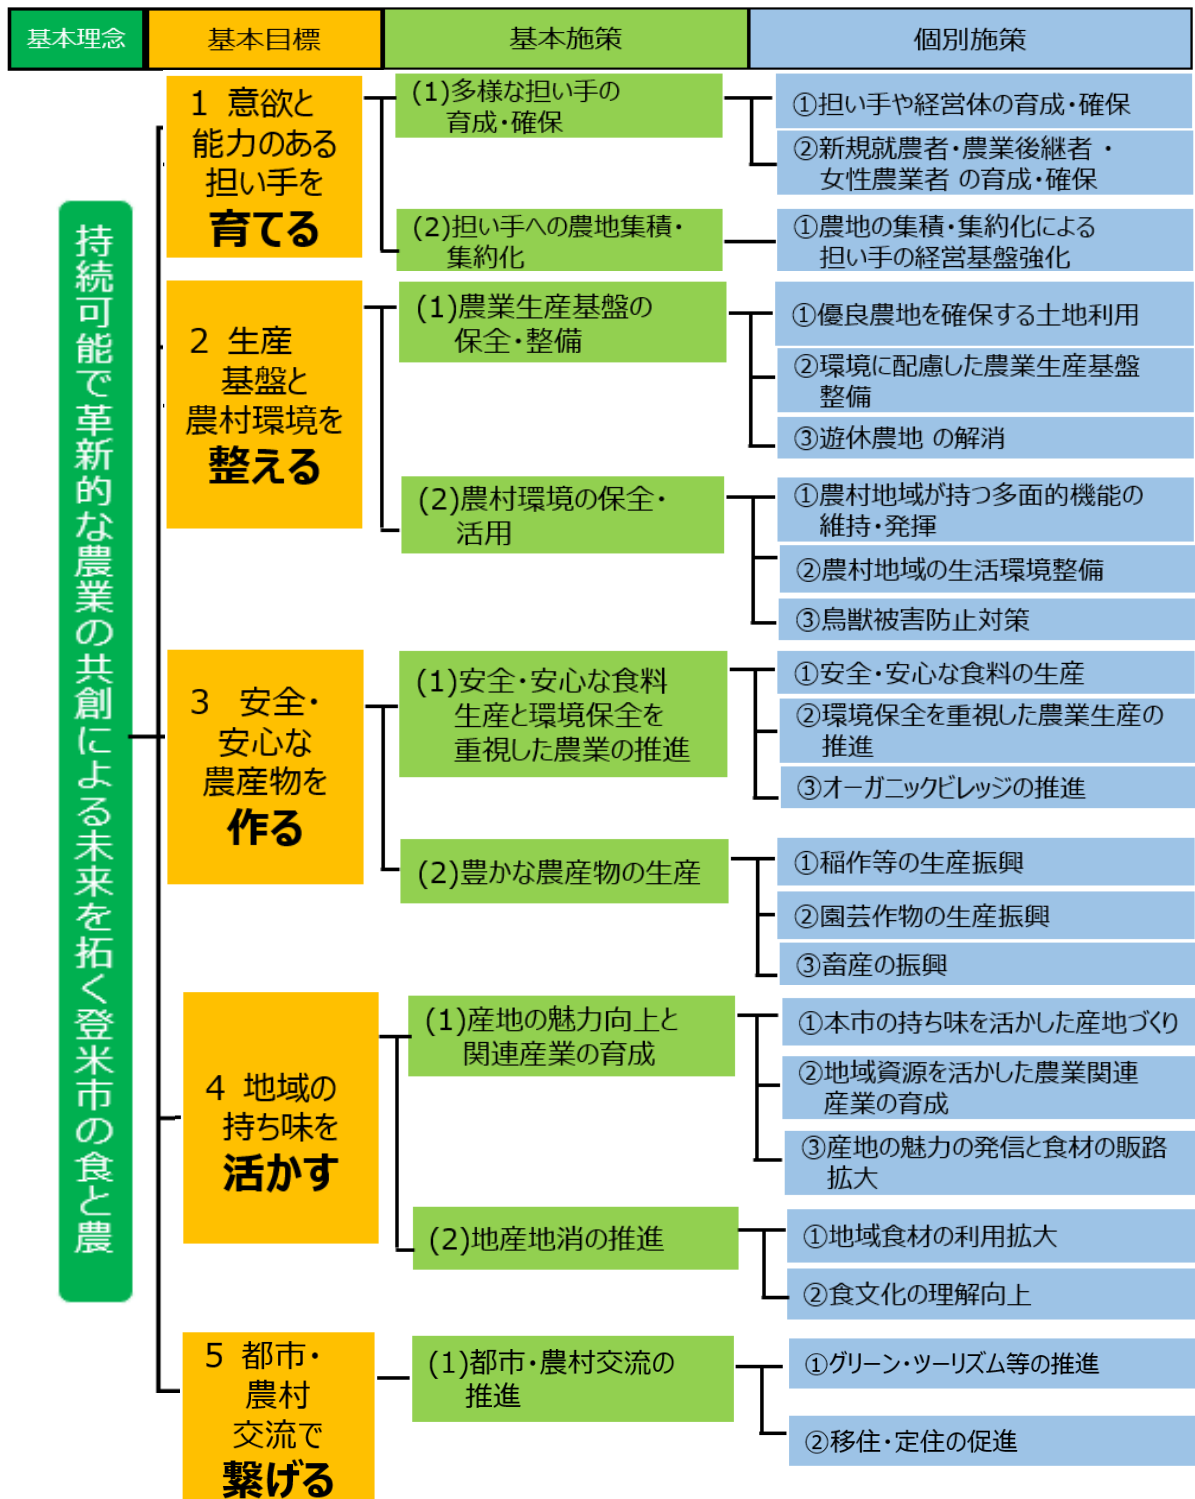 基本理念
基本目標
基本施策
個別施策
持続可能で革新的な農業の共創による未来を拓く登米市の食と農
1 意欲と
能力のある
担い手を
育てる
(1)多様な担い手の
育成・確保
①担い手や経営体の育成・確保
②新規就農者・農業後継者・
女性農業者 の育成・確保
(2)担い手への農地集積・
集約化
①農地の集積・集約化による
担い手の経営基盤強化
2 生産
基盤と
農村環境を
整える
(1)農業生産基盤の
保全・整備
①優良農地を確保する土地利用
②環境に配慮した農業生産基盤
整備
③遊休農地 の解消
(2)農村環境の保全・
活用
①農村地域が持つ多面的機能の
維持・発揮
②農村地域の生活環境整備
③鳥獣被害防止対策
3 安全・
安心な
農産物を
作る
(1)安全・安心な食料
生産と環境保全を
重視した農業の推進
①安全・安心な食料の生産
②環境保全を重視した農業生産の
推進
③オーガニックビレッジの推進
(2)豊かな農産物の生産
①稲作等の生産振興
②園芸作物の生産振興
③畜産の振興
4 地域の
持ち味を
活かす
(1)産地の魅力向上と
関連産業の育成
①本市の持ち味を活かした産地づくり
②地域資源を活かした農業関連
産業の育成
③産地の魅力の発信と食材の販路
拡大
(2)地産地消の推進
①地域食材の利用拡大
②食文化の理解向上
5 都市・
農村
交流で
繋げる
(1)都市・農村交流の
推進
①グリーン・ツーリズム等の推進
②移住・定住の促進